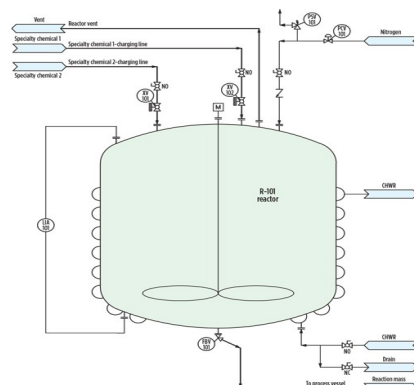 Vent
Reactor vent
Specialty chemical 1
Specialty chemical 1-charging line
Specialty chemical 2
Specialty chemical 2-charging line
PSV
101
PCV
101
Nitrogen
NO
NO
NO
XV
101
XV
102
M
R-101
reactor
LIA
101
CHWR
CHWR
NO
Drain
NC
FBV
101
To process vessel
Reaction mass